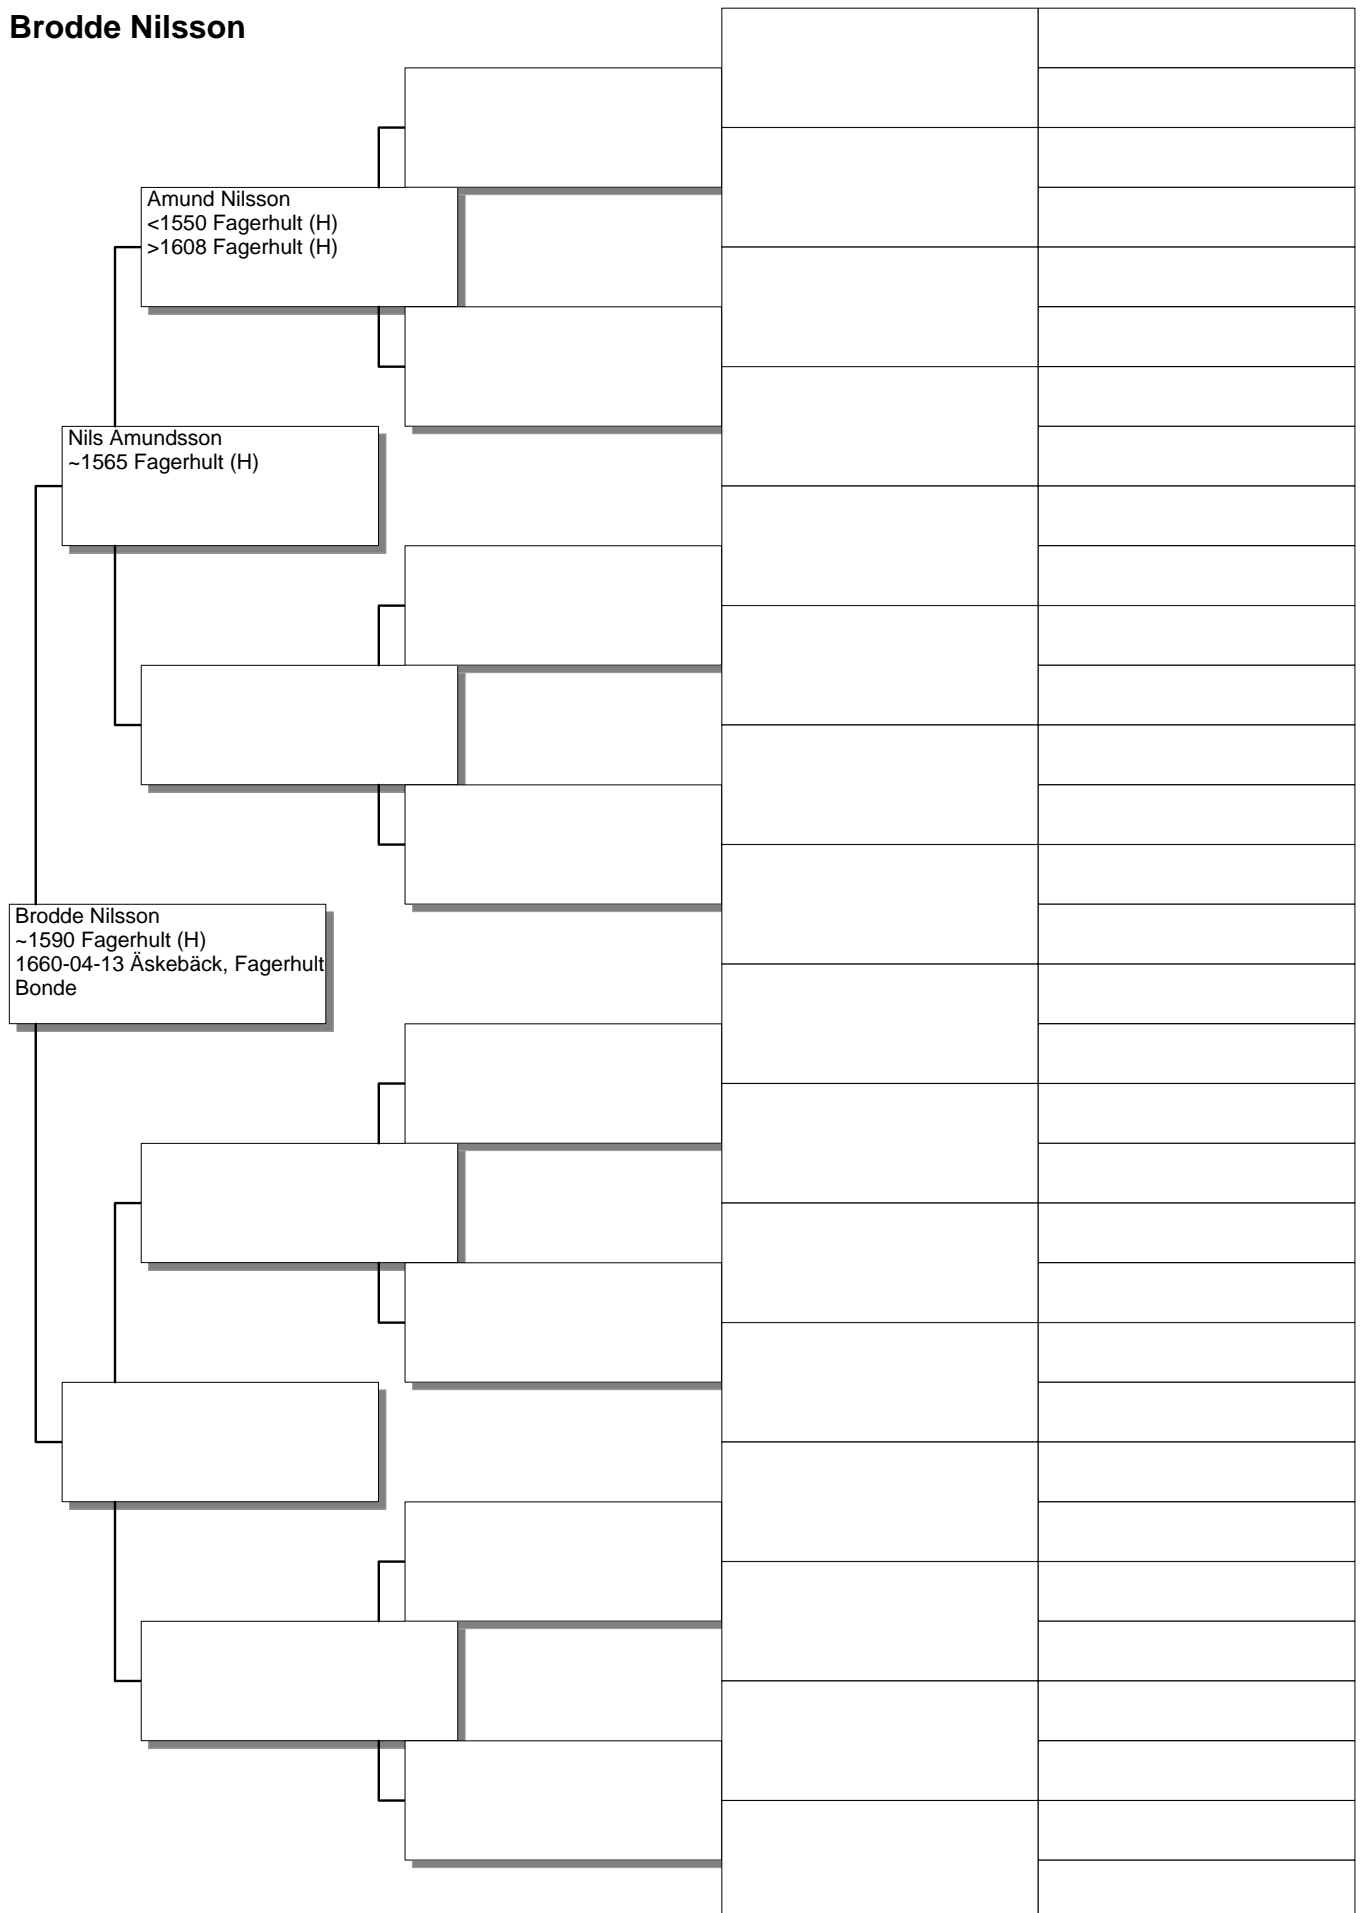 Brodde Nilsson
Amund Nilsson
<1550 Fagerhult (H)
>1608 Fagerhult (H)
Nils Amundsson
~1565 Fagerhult (H)
Brodde Nilsson
~1590 Fagerhult (H)
1660-04-13 Äskebäck, Fagerhult
Bonde